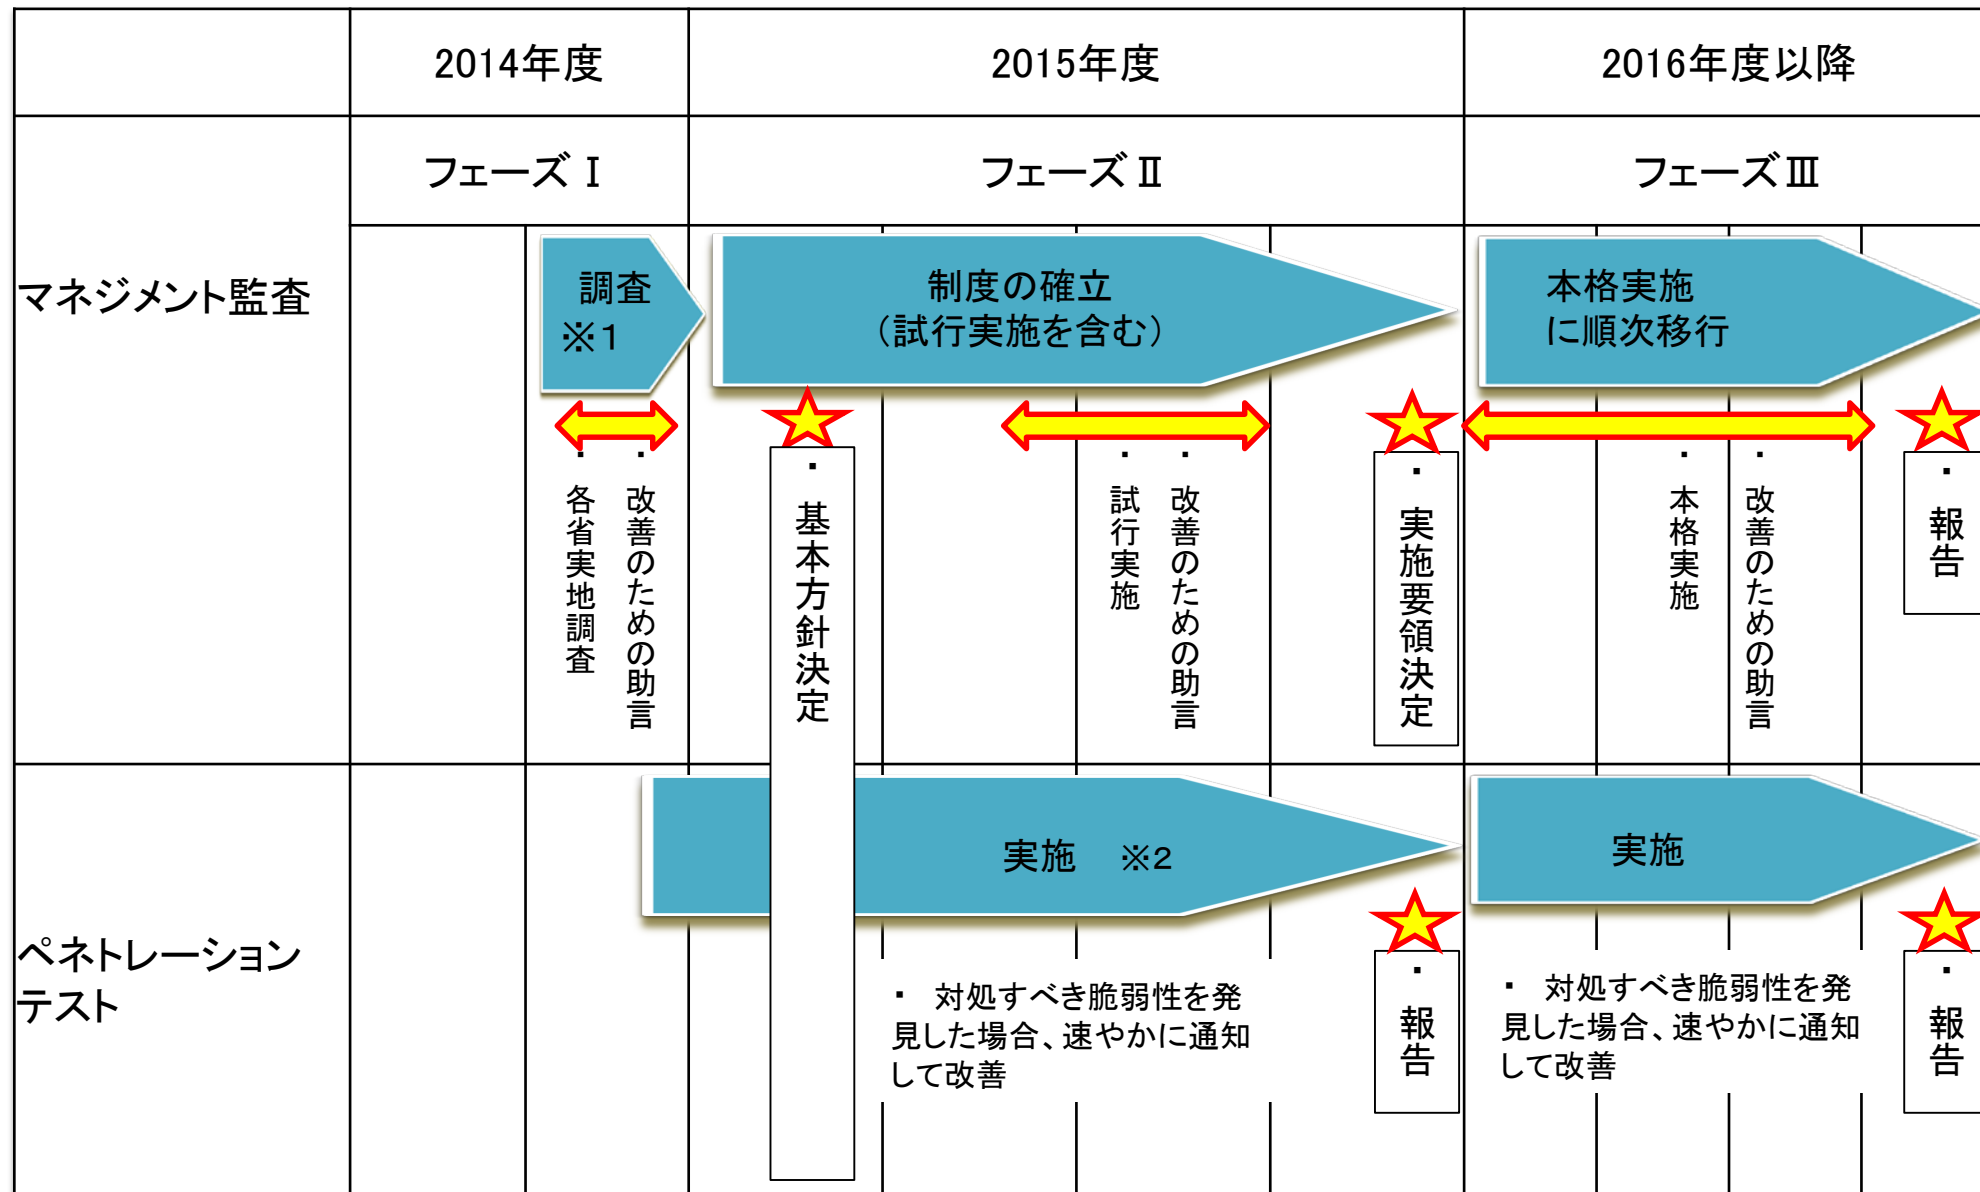 2014年度
2015年度
2016年度以降
マネジメント監査
フェーズⅠ
フェーズⅡ
フェーズⅢ
調査
※1
制度の確立
(試行実施を含む)
本格実施
に順次移行
・各省実地調査
・改善のための助言
・基本方針決定
・試行実施
・改善のための助言
・実施要領決定
・本格実施
・改善のための助言
・報告
ペネトレーション
テスト
実施　※2
実施
・ 対処すべき脆弱性を発
見した場合、速やかに通知
して改善
・報告
・ 対処すべき脆弱性を発
見した場合、速やかに通知
して改善
・報告